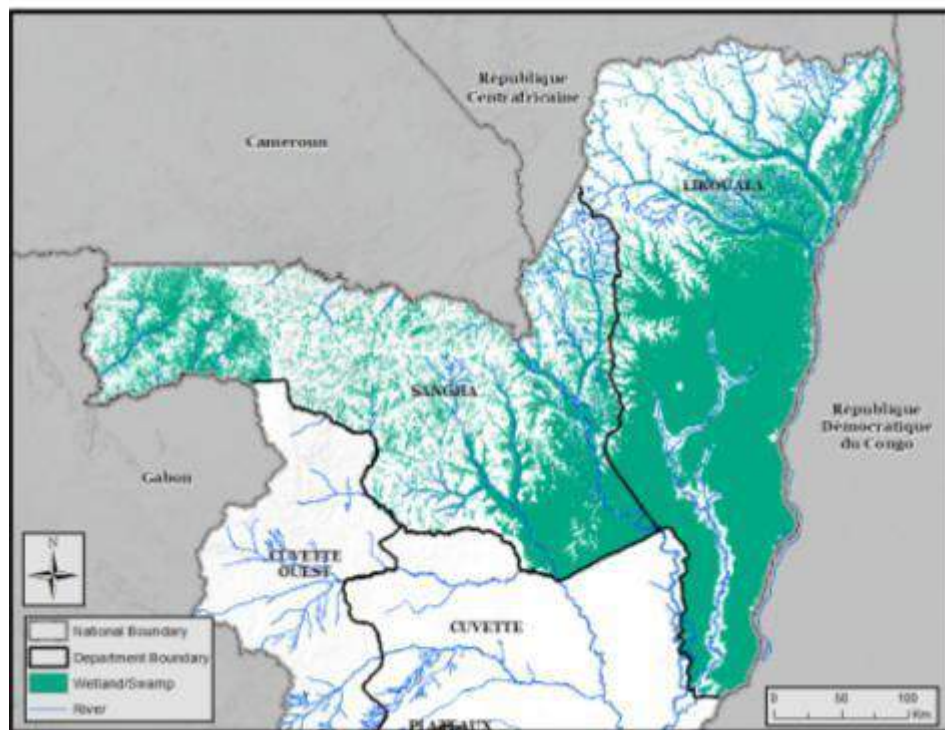 République
Centrafricaine
Cameroun
LIKOUALA
SANGHA
République
Démocratique
du Congo
Gabon
N
CUVETTE
OUEST
CUVETTE
National Boundary
Department Boundary
Wetland/Swamp
River
PLATEAUX
0 50 100
Km